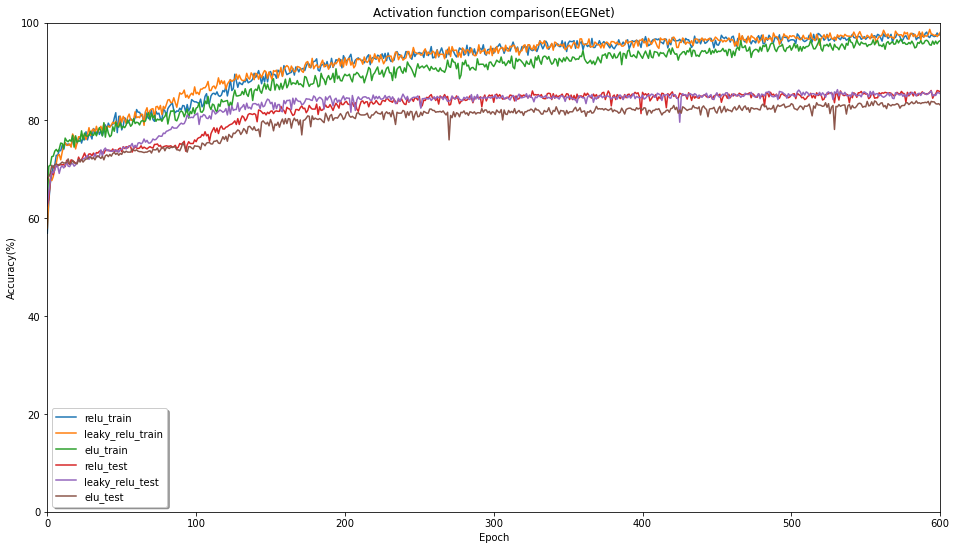 Activation function comparison(EEGNet)
100
80
60
40
20
0
Accuracy(%)
relu_train
leaky_relu_train
elu_train
relu_test
leaky_relu_test
elu_test
0 100 200 300 400 500 600
Epoch